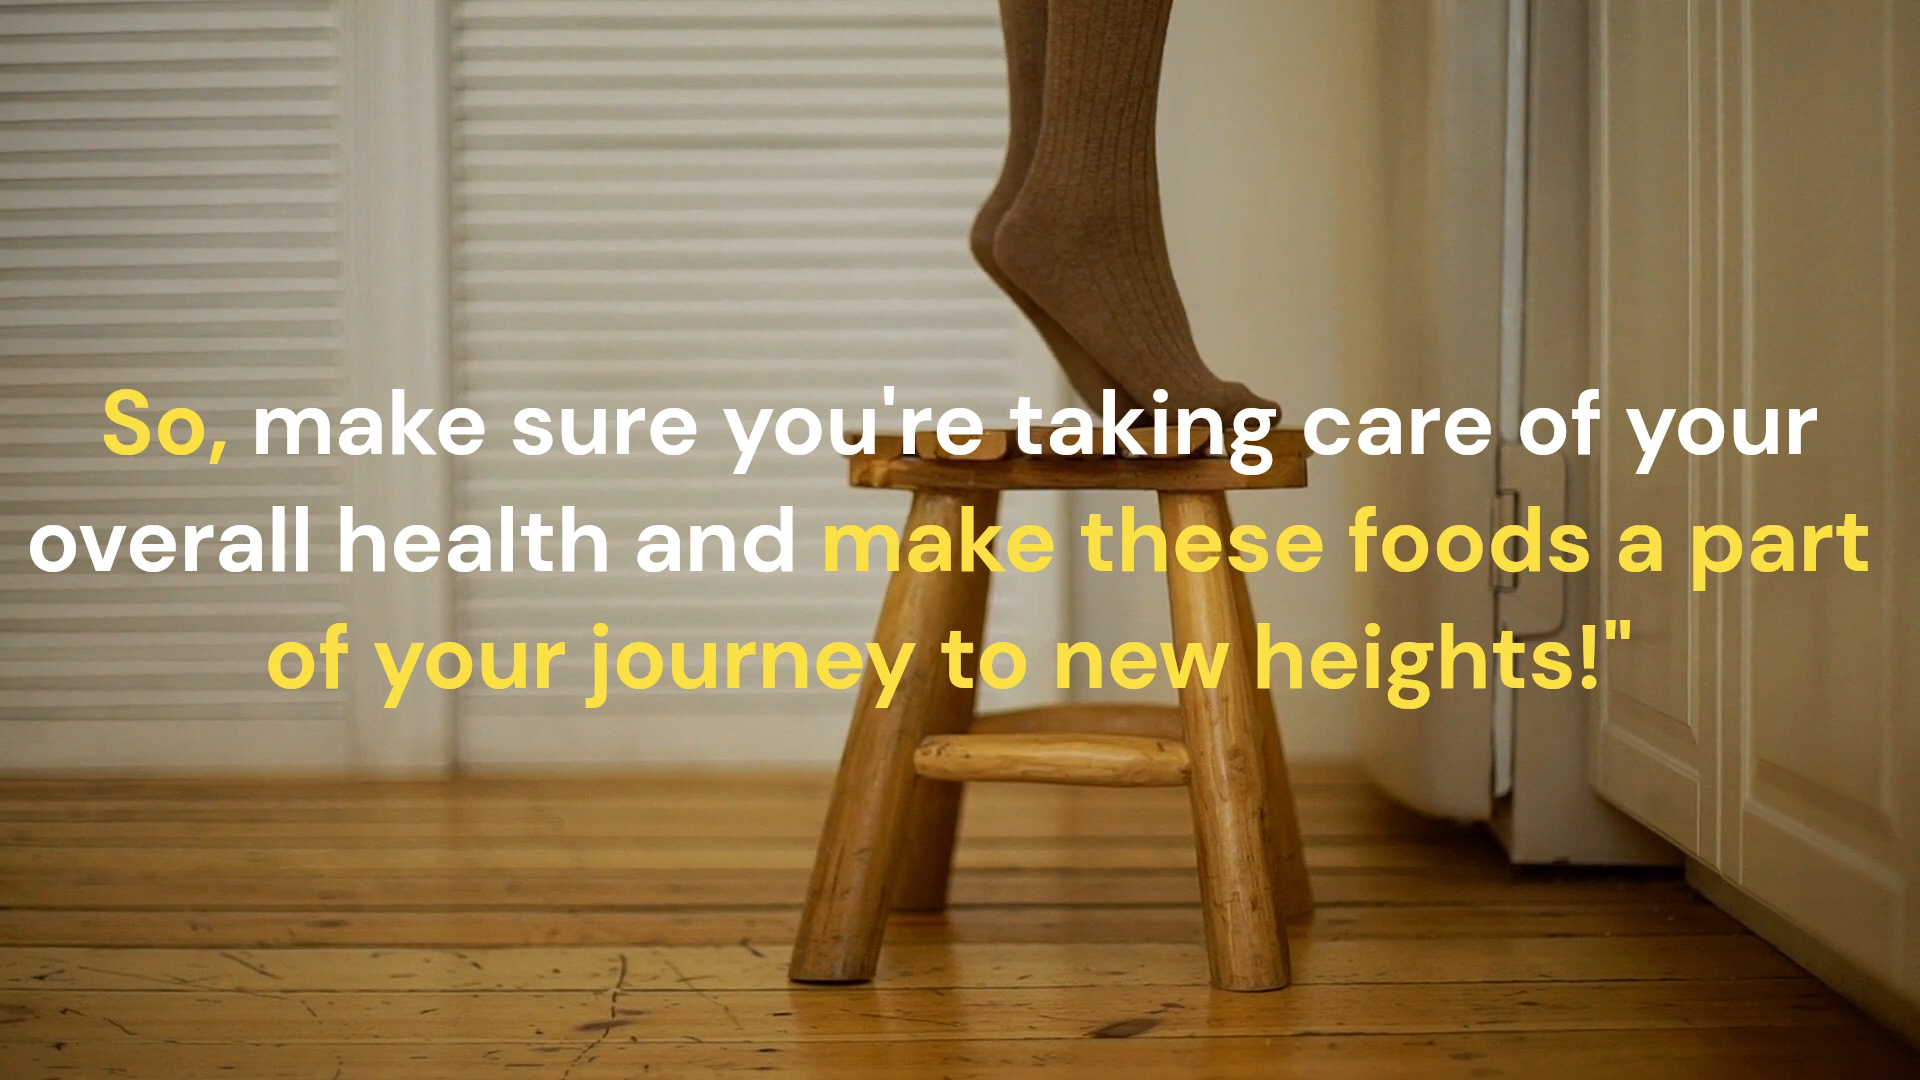 So, make sure you're taking care of your
overall health and make these foods a part
of your journey to new heights!"